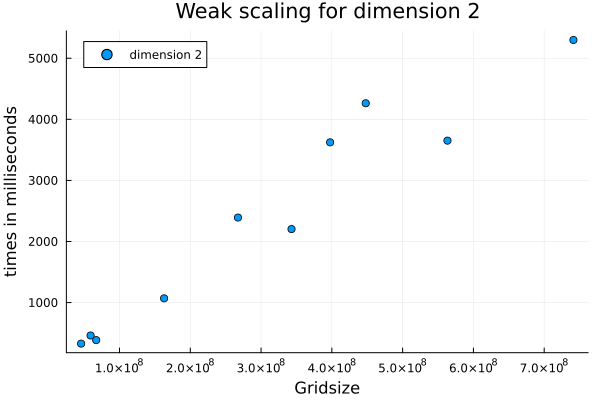 Weak scaling for dimension 2
dimension 2
times in milliseconds
5000
4000
3000
2000
1000
1.0×10⁸ 2.0×10⁸ 3.0×10⁸ 4.0×10⁸ 5.0×10⁸ 6.0×10⁸ 7.0×10⁸
Gridsize